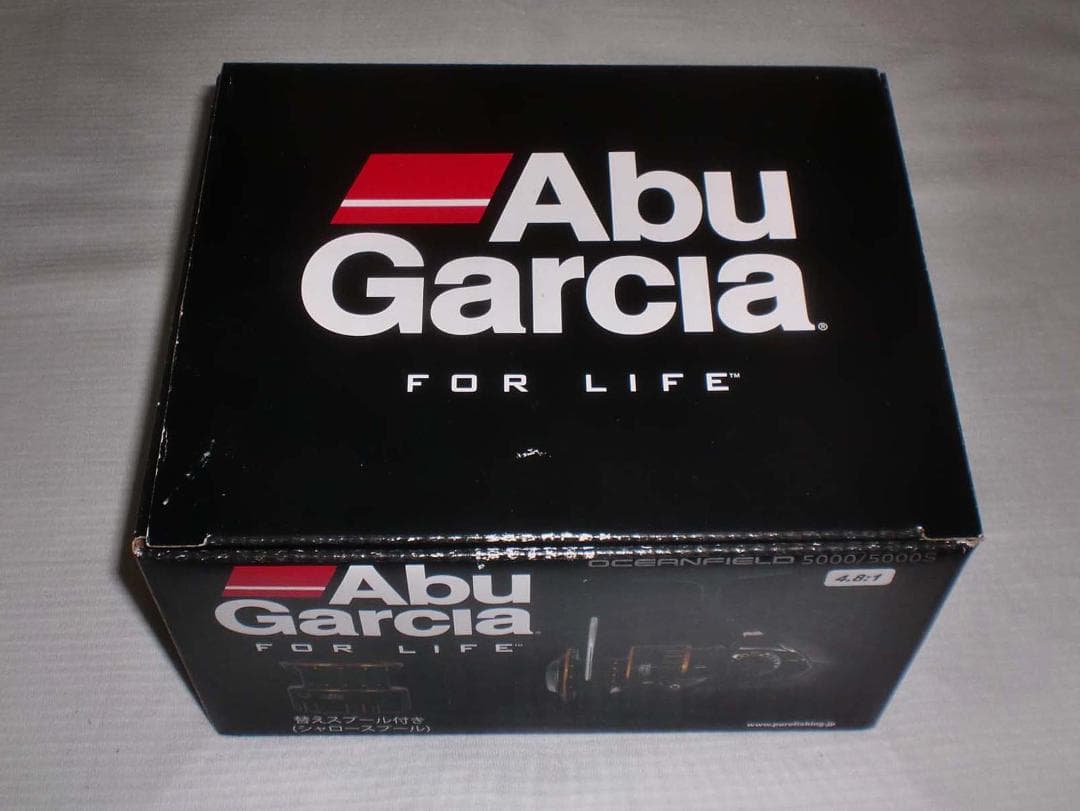 Abu
Garcia®
FOR LIFE™
OCEANFIELD 5000/5000S
4.8:1
Abu
Garcia
FOR LIFE™
替えスプール付き
(シャロースプール)
www.purefishing.jp